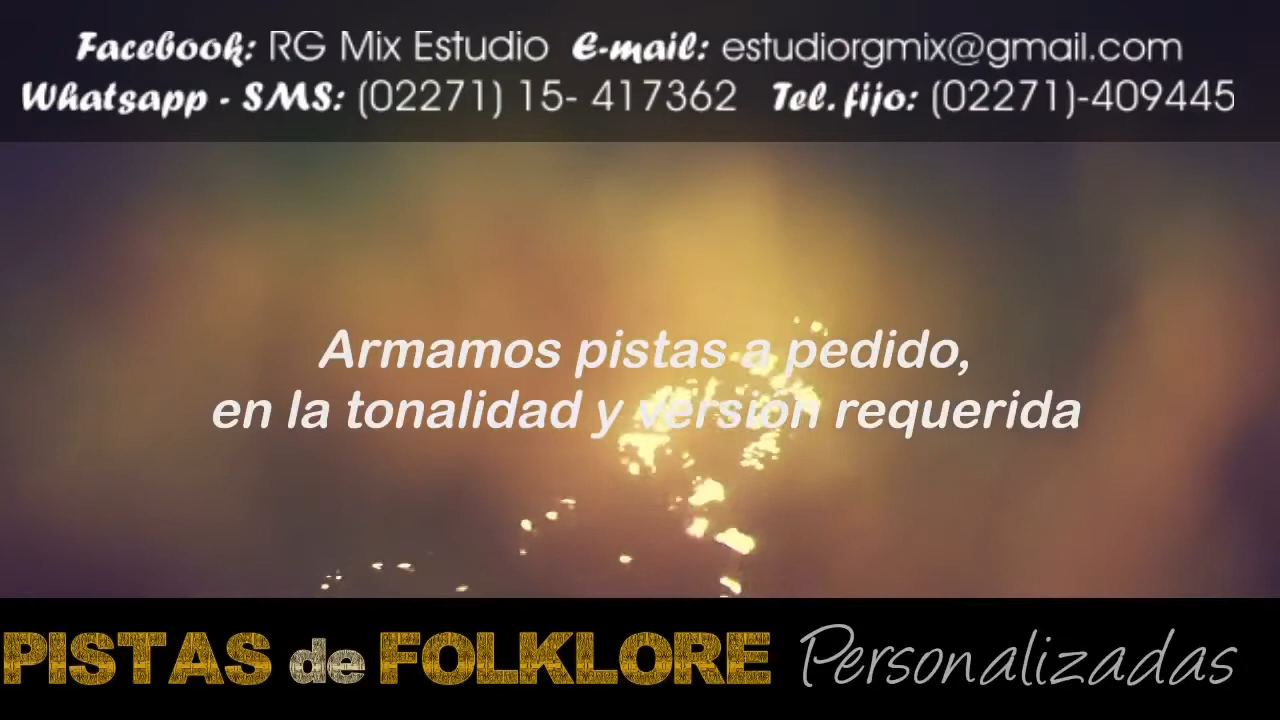 Facebook: RG Mix Estudio E-mail: estudiorgmix@gmail.com
Whatsapp - SMS: (02271) 15- 417362 Tel. fijo: (02271)-409445
Armamos pistas a pedido,
en la tonalidad y versión requerida
PISTAS de FOLKLORE Personalizadas